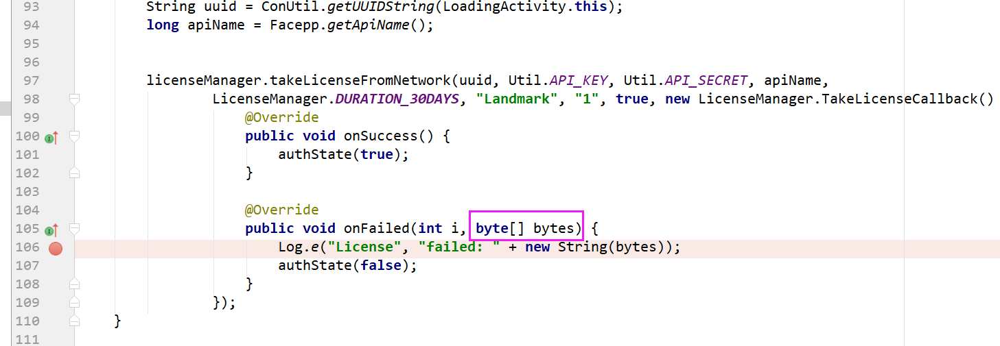 93 String uuid = ConUtil.getUUIDString(LoadingActivity.this);
94 long apiName = Facepp.getApiName();
95
96
97 licenseManager.takeLicenseFromNetwork(uuid, Util.API_KEY, Util.API_SECRET, apiName,
98 LicenseManager.DURATION_30DAYS, "Landmark", "1", true, new LicenseManager.TakeLicenseCallback()
99 @Override
100 public void onSuccess() {
101 authState(true);
102 }
103
104 @Override
105 public void onFailed(int i, byte[] bytes) {
106 Log.e("License", "failed: " + new String(bytes));
107 authState(false);
108 }
109 });
110 }
111